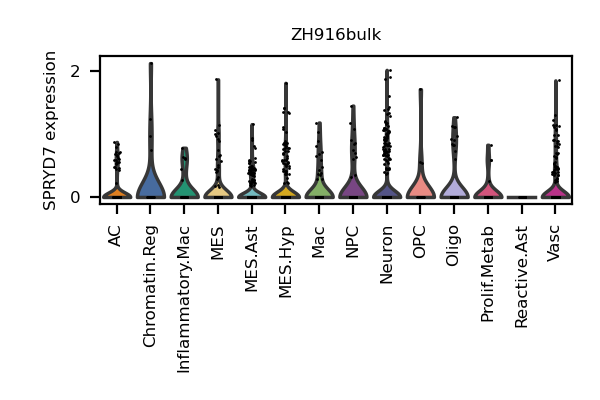 ZH916bulk
SPRYD7 expression
2
0
AC
Chromatin.Reg
Inflammatory.Mac
MES
MES.Ast
MES.Hyp
Mac
NPC
Neuron
OPC
Oligo
Prolif.Metab
Reactive.Ast
Vasc